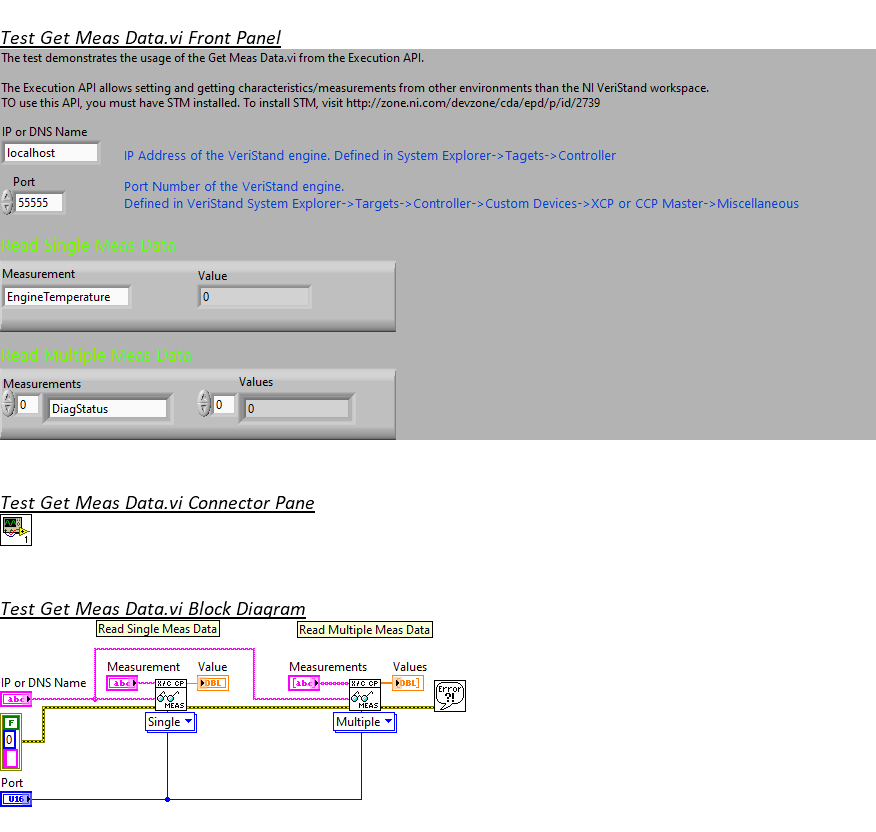 Test Get Meas Data.vi Front Panel
The test demonstrates the usage of the Get Meas Data.vi from the Execution API.
The Execution API allows setting and getting characteristics/measurements from other environments than the NI VeriStand workspace.
TO use this API, you must have STM installed. To install STM, visit http://zone.ni.com/devzone/cda/epd/p/id/2739
IP or DNS Name
localhost
IP Address of the VeriStand engine. Defined in System Explorer->Tagets->Controller
Port
55555
Port Number of the VeriStand engine.
Defined in VeriStand System Explorer->Targets->Controller->Custom Devices->XCP or CCP Master->Miscellaneous
Read Single Meas Data
Measurement Value
EngineTemperature 0
Read Multiple Meas Data
Measurements Values
0 DiagStatus 0 0
Test Get Meas Data.vi Connector Pane
1
Test Get Meas Data.vi Block Diagram
Read Single Meas Data Read Multiple Meas Data
Measurement Value Measurements Values
IP or DNS Name
abc X/C CP DBL [abc] X/C CP [DBL]
abc MEAS MEAS Error ?!
Single Multiple
F
0
Port
U16